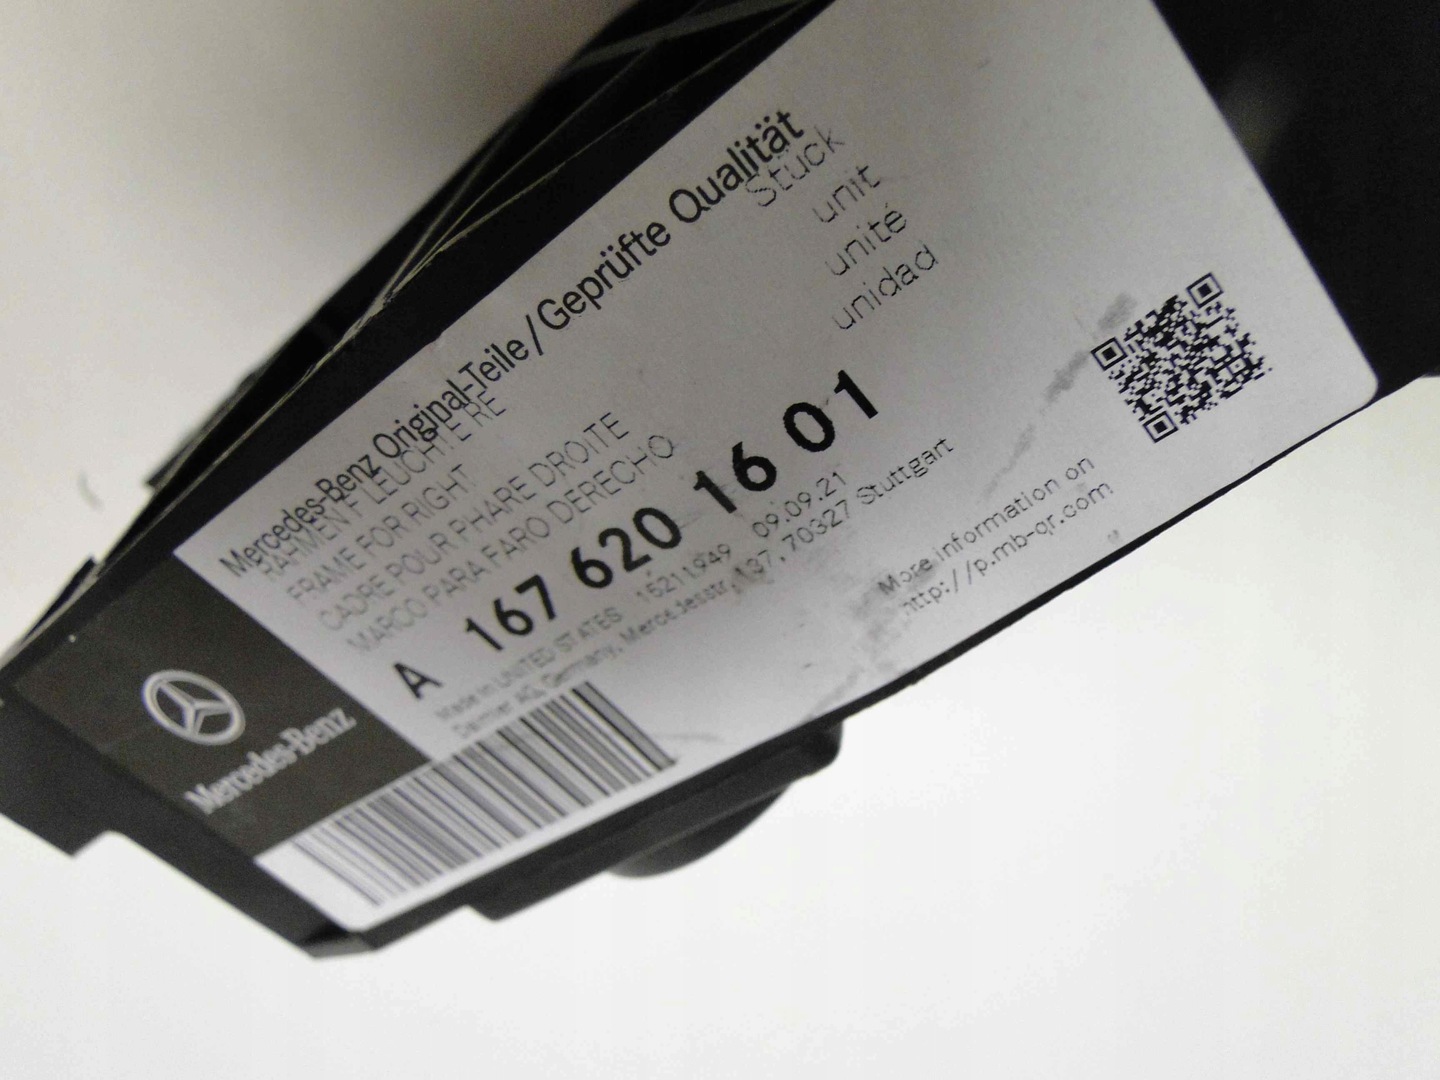 Mercedes-Benz Original-Teile/Geprüfte Qualität
RAHMEN F LEUCHTE RE
Stück
FRAME FOR RIGHT
unit
CADRE POUR PHARE DROITE
unité
MARCO PARA FARO DERECHO
unidad
A 167 620 16 01
Made in UNITED STATES 15211949 09.09.21
Daimler AG, Germany, Mercedesstr. 137, 70327 Stuttgart
More information on
http://p.mb-qr.com
Mercedes-Benz